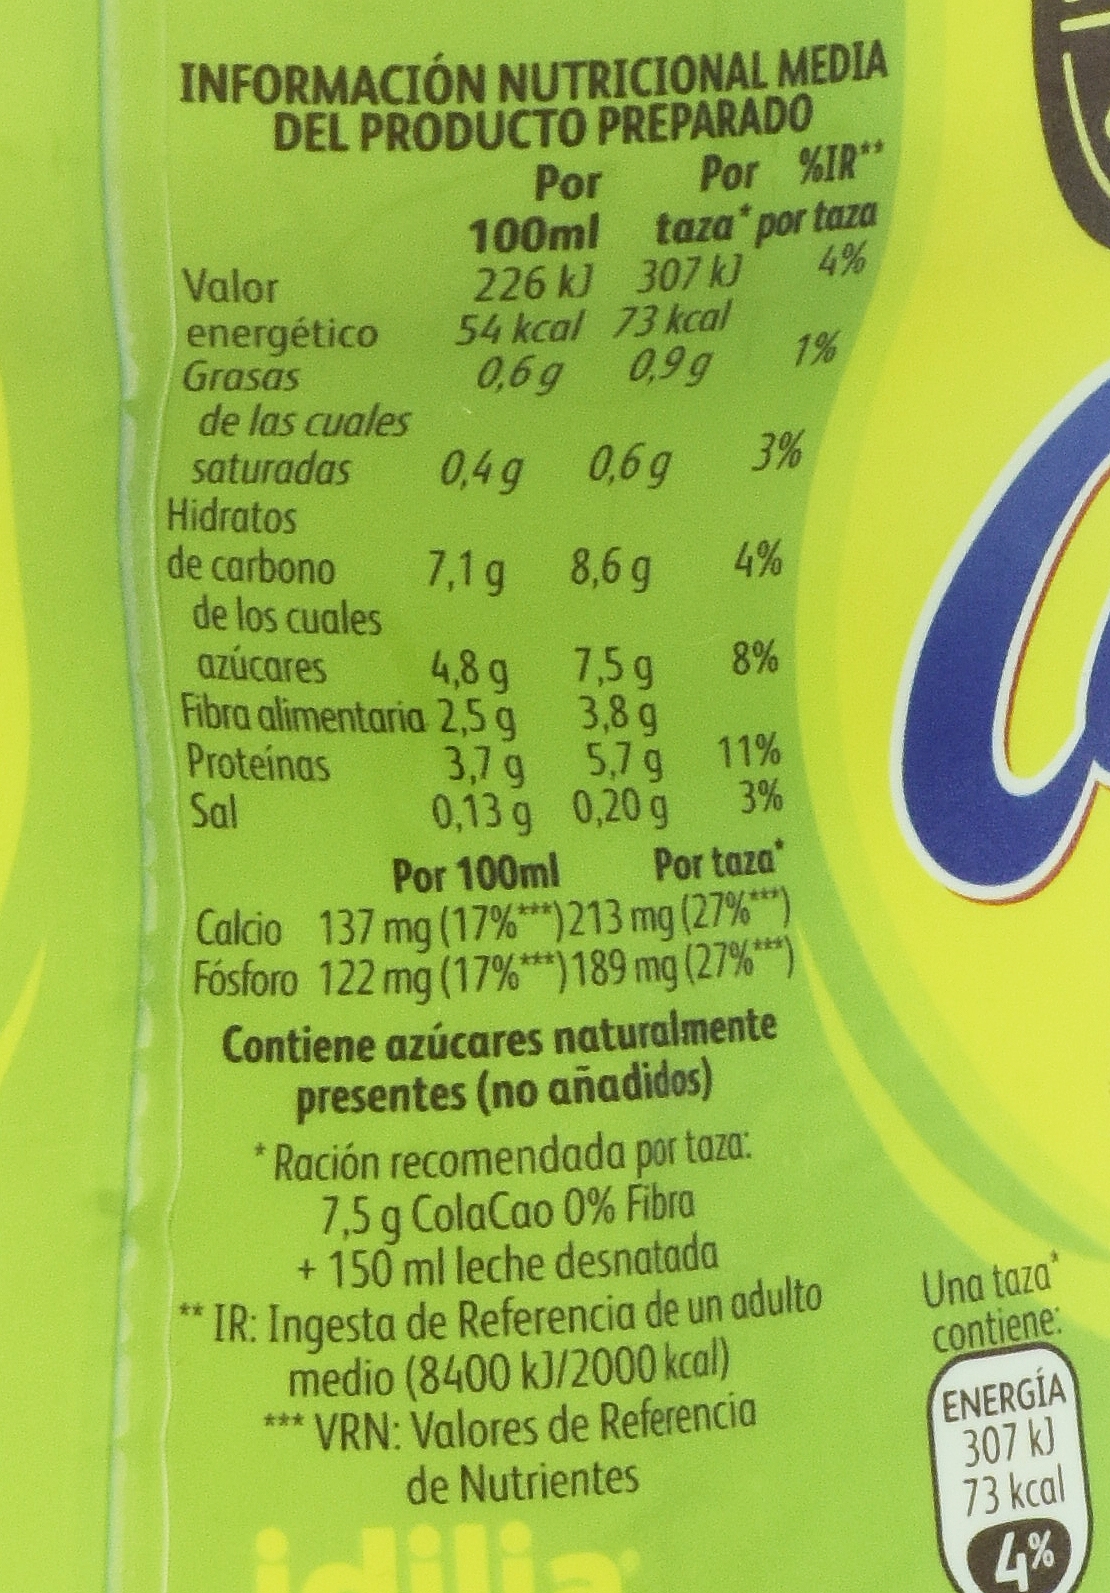 INFORMACIÓN NUTRICIONAL MEDIA
DEL PRODUCTO PREPARADO
Por Por %IR**
100ml taza* por taza
Valor 226 kJ 307 kJ 4%
energético 54 kcal 73 kcal
Grasas 0,6 g 0,9 g 1%
de las cuales
saturadas 0,4 g 0,6 g 3%
Hidratos
de carbono 7,1 g 8,6 g 4%
de los cuales
azúcares 4,8 g 7,5 g 8%
Fibra alimentaria 2,5 g 3,8 g
Proteínas 3,7 g 5,7 g 11%
Sal 0,13 g 0,20 g 3%
Por 100ml Por taza*
Calcio 137 mg (17%***) 213 mg (27%***)
Fósforo 122 mg (17%***) 189 mg (27%***)
Contiene azúcares naturalmente
presentes (no añadidos)
* Ración recomendada por taza:
7,5 g ColaCao 0% Fibra
+ 150 ml leche desnatada
** IR: Ingesta de Referencia de un adulto
medio (8400 kJ/2000 kcal)
*** VRN: Valores de Referencia
de Nutrientes
idilia
Una taza*
contiene:
ENERGÍA
307 kJ
73 kcal
4%